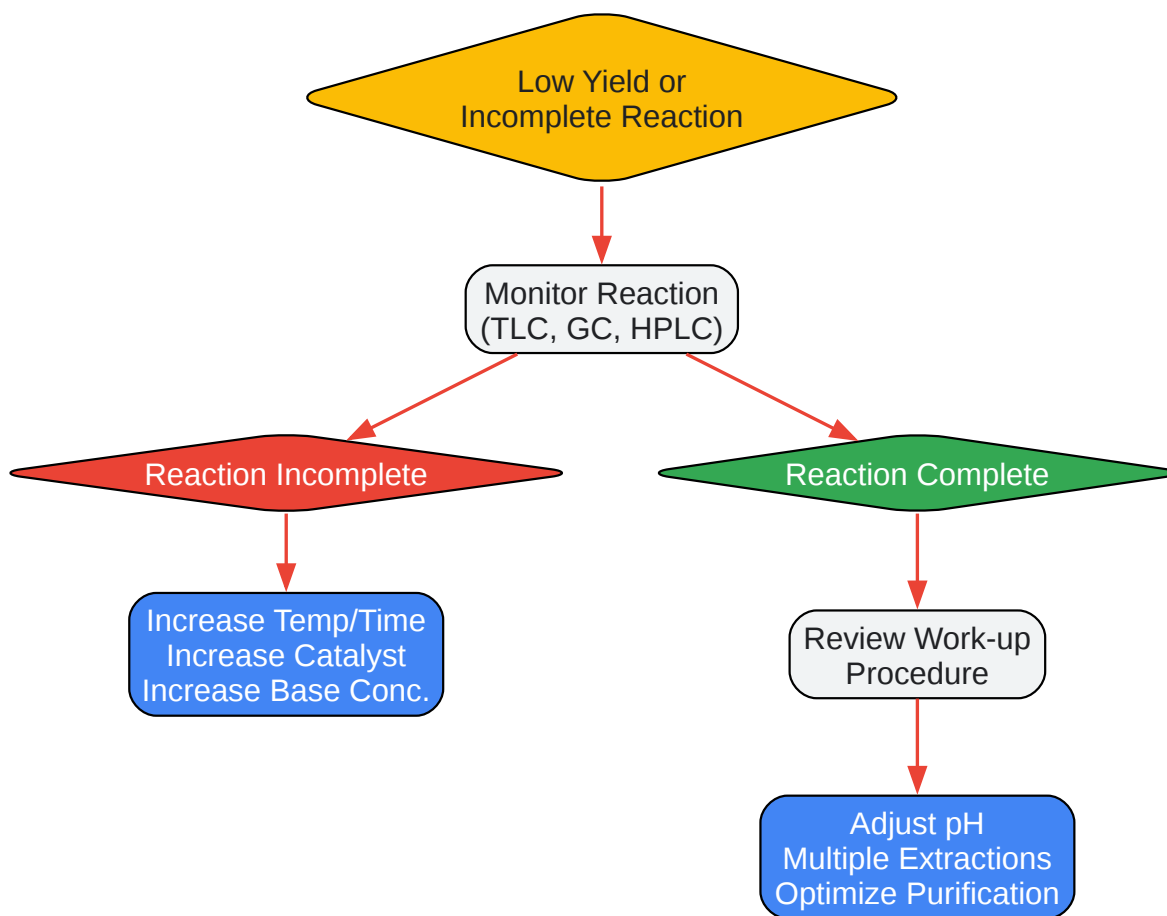 Low Yield or
Incomplete Reaction
Monitor Reaction
(TLC, GC, HPLC)
Reaction Incomplete
Reaction Complete
Increase Temp/Time
Increase Catalyst
Increase Base Conc.
Review Work-up
Procedure
Adjust pH
Multiple Extractions
Optimize Purification